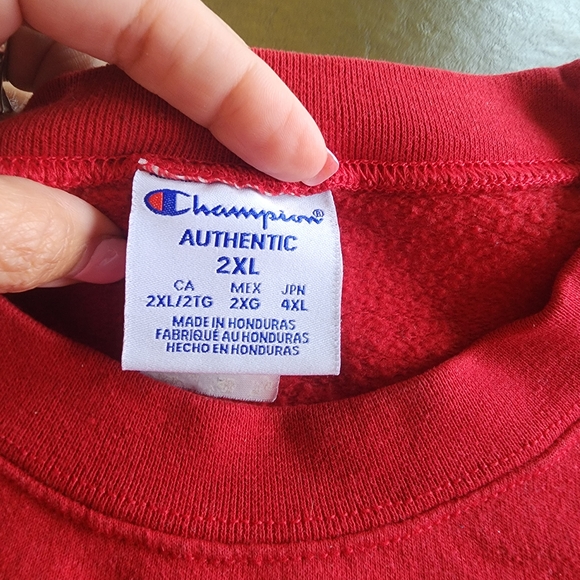 Champion®
AUTHENTIC
2XL
CA MEX JPN
2XL/2TG 2XG 4XL
MADE IN HONDURAS
FABRIQUÉ AU HONDURAS
HECHO EN HONDURAS